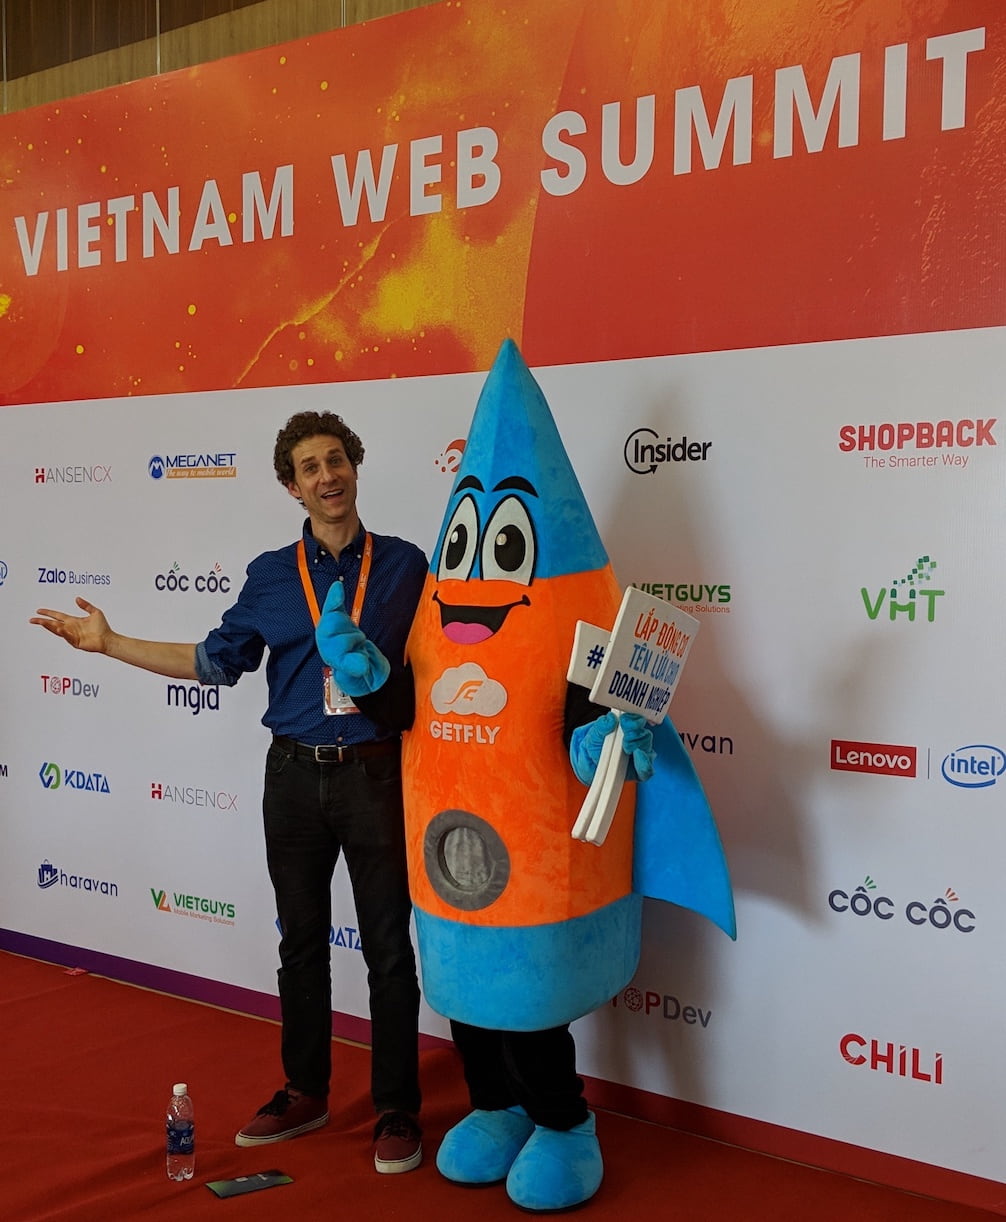 VIETNAM WEB SUMMIT
HANSENCX
MEGANET
the way to mobile world
Insider
SHOPBACK
The Smarter Way
Zalo Business
CỐC CỐC
VIETGUYS
VHT
TOPDev
mgid
GETFLY
#
LẮP ĐỘNG CƠ
TÊN LỬA CHO
DOANH NGHIỆP
Lenovo
intel
KDATA
HANSENCX
haravan
VIETGUYS
Mobile Marketing Solutions
CỐC CỐC
TOPDev
CHiLi